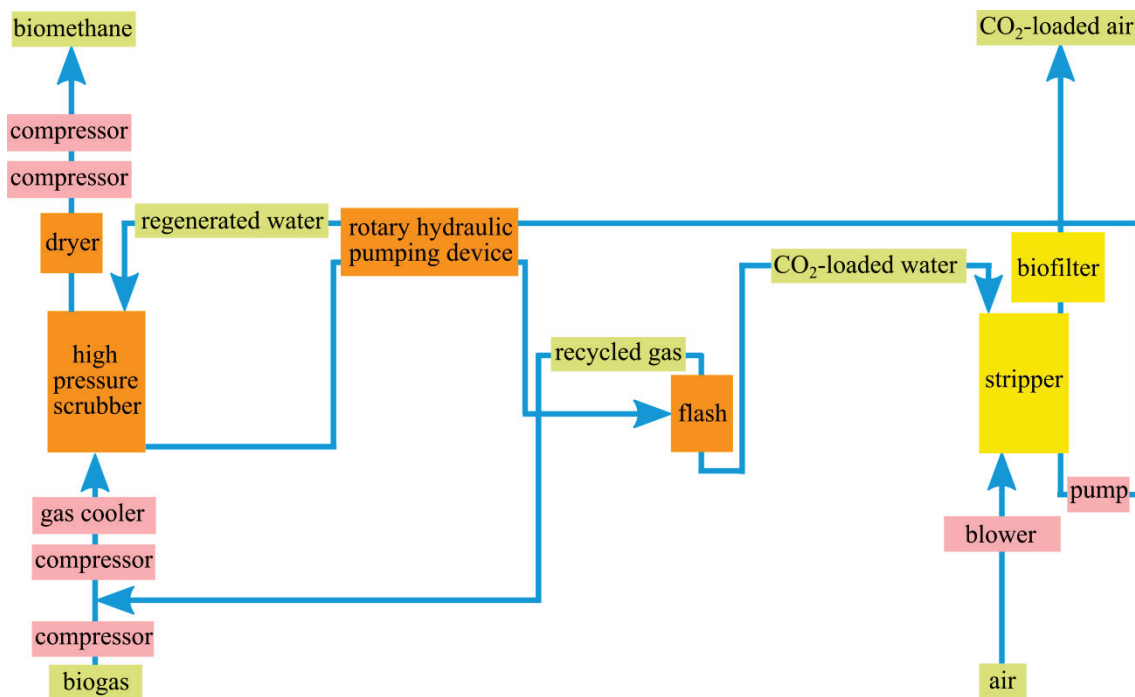 biomethane
CO₂-loaded air
compressor
compressor
regenerated water
rotary hydraulic
pumping device
dryer
CO₂-loaded water
biofilter
high
pressure
scrubber
recycled gas
flash
stripper
gas cooler
pump
compressor
blower
compressor
biogas
air